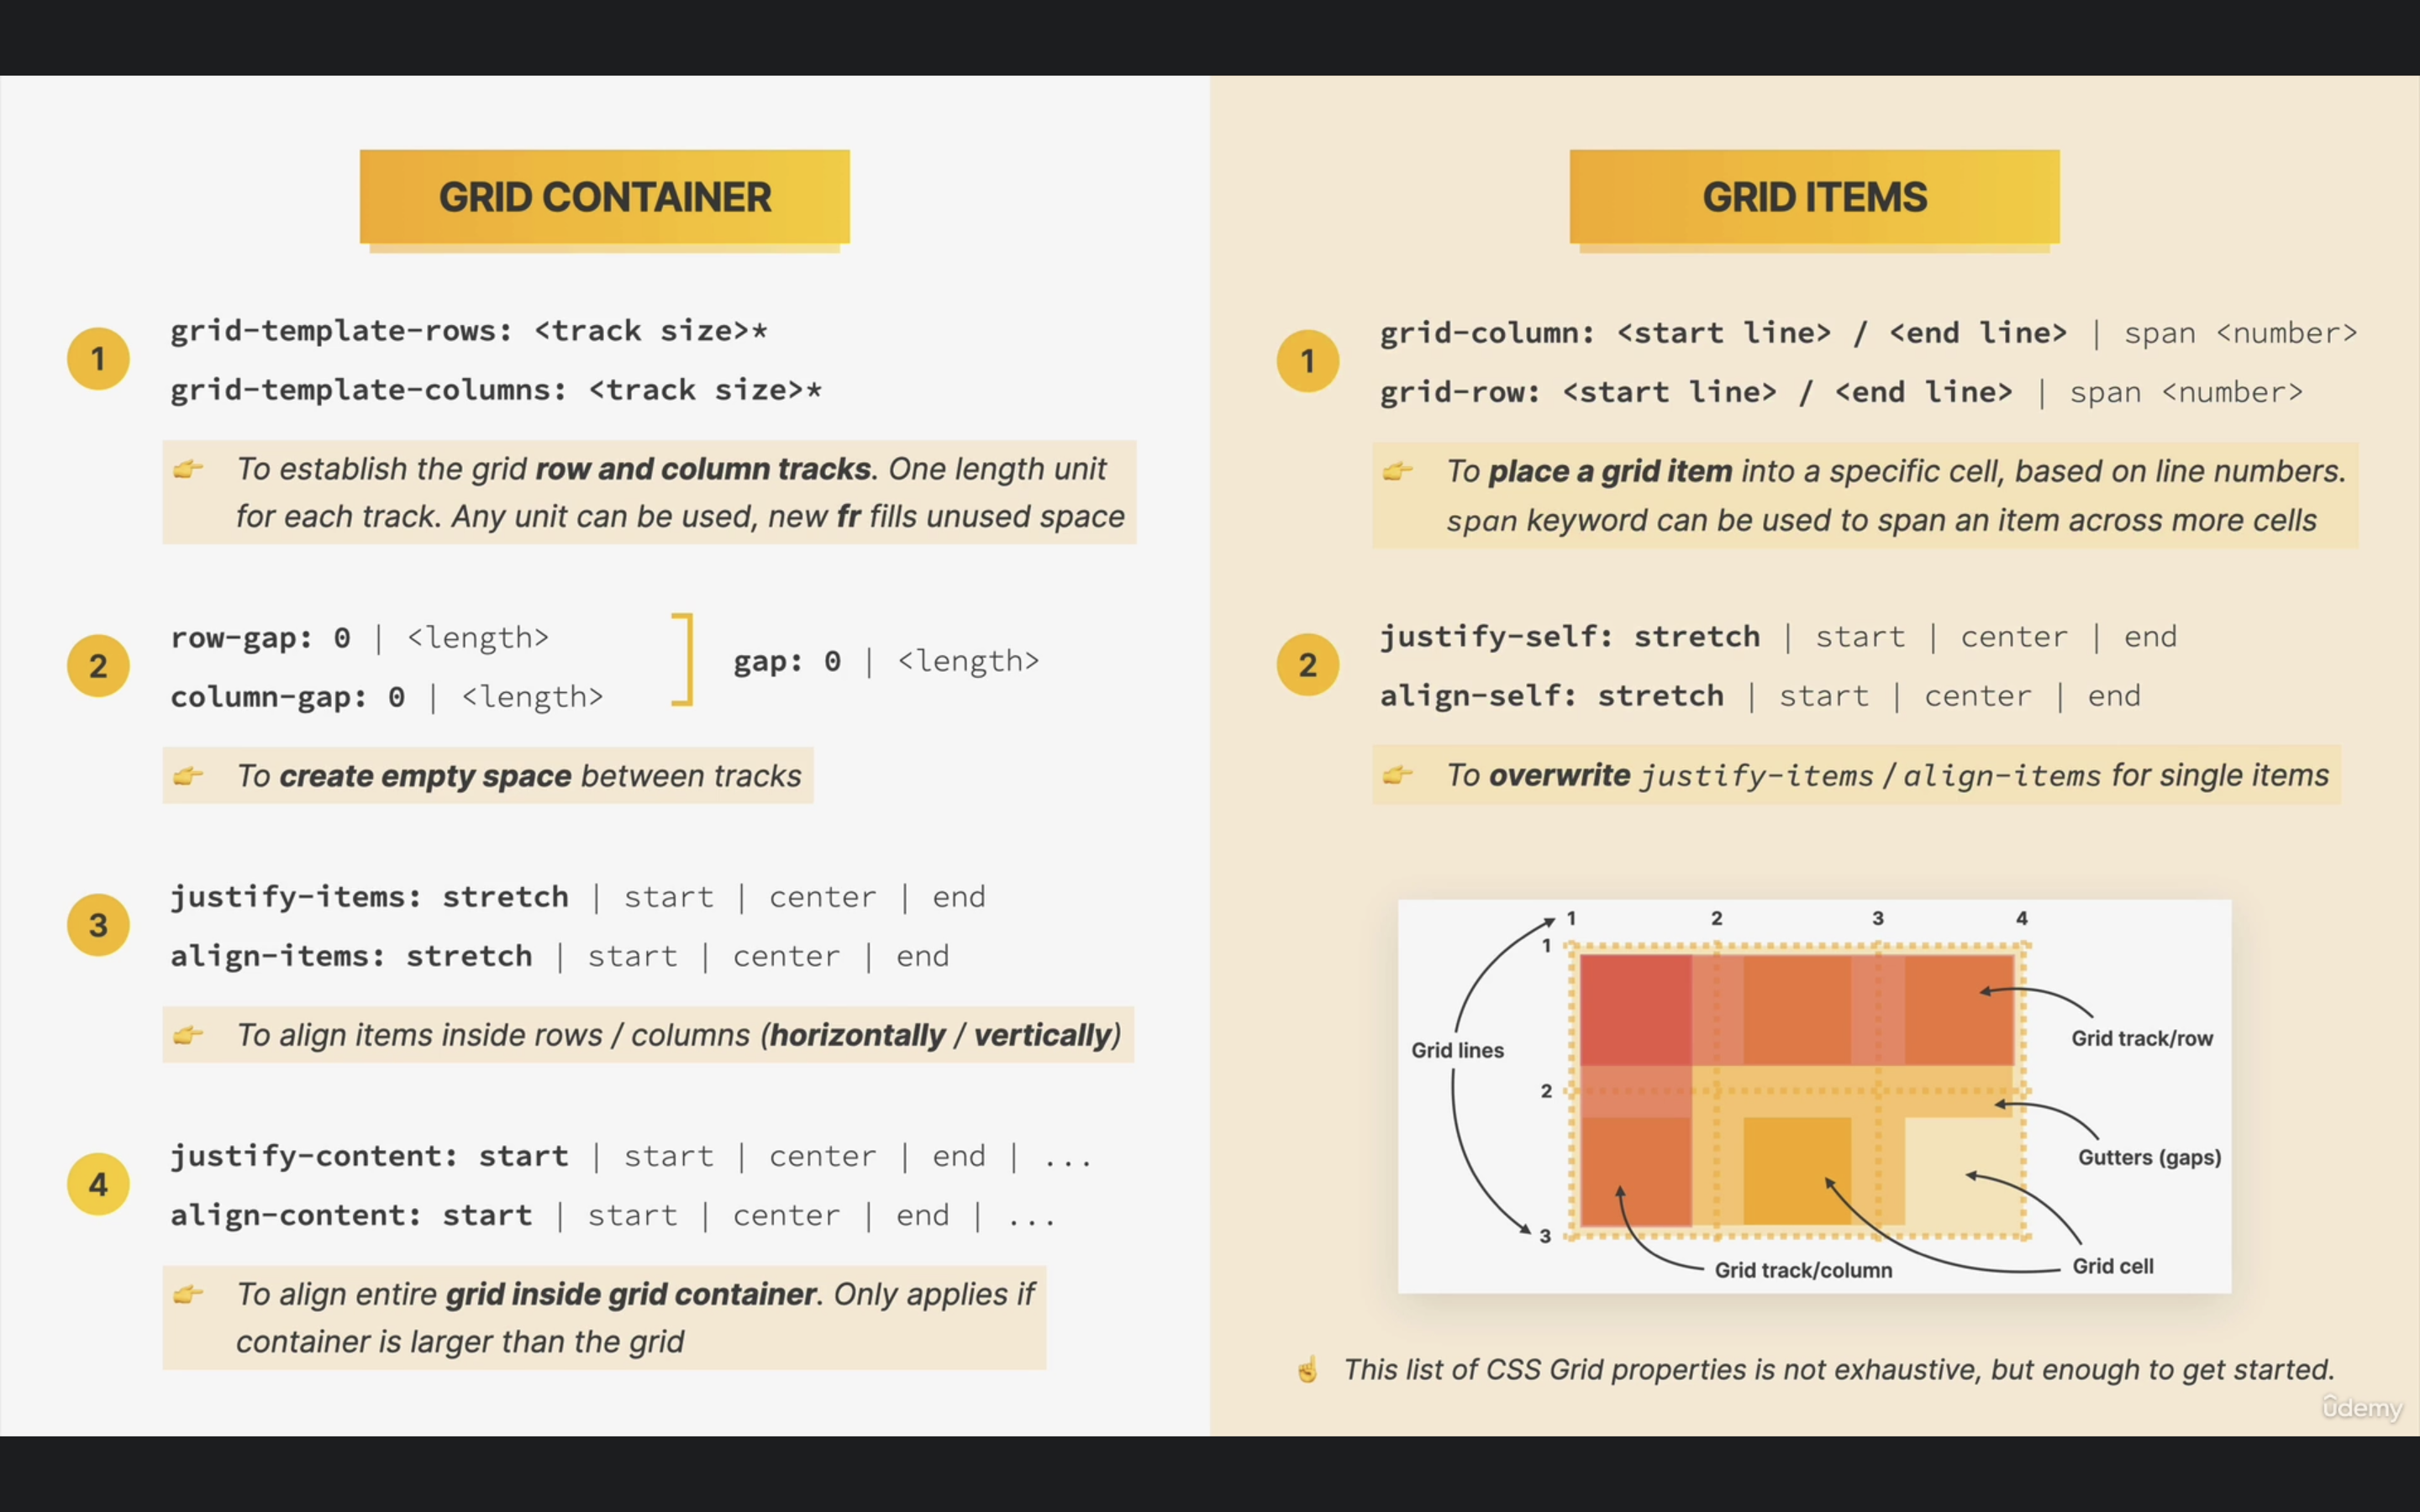 GRID CONTAINER
1
grid-template-rows: <track size>*
grid-template-columns: <track size>*
👉 To establish the grid row and column tracks. One length unit
for each track. Any unit can be used, new fr fills unused space
2
row-gap: 0 | <length>
column-gap: 0 | <length>
gap: 0 | <length>
👉 To create empty space between tracks
3
justify-items: stretch | start | center | end
align-items: stretch | start | center | end
👉 To align items inside rows / columns (horizontally / vertically)
4
justify-content: start | start | center | end | ...
align-content: start | start | center | end | ...
👉 To align entire grid inside grid container. Only applies if
container is larger than the grid
GRID ITEMS
1
grid-column: <start line> / <end line> | span <number>
grid-row: <start line> / <end line> | span <number>
👉 To place a grid item into a specific cell, based on line numbers.
span keyword can be used to span an item across more cells
2
justify-self: stretch | start | center | end
align-self: stretch | start | center | end
👉 To overwrite justify-items / align-items for single items
1 2 3 4
1
Grid track/row
Grid lines
2
Gutters (gaps)
3
Grid cell
Grid track/column
☝️ This list of CSS Grid properties is not exhaustive, but enough to get started.
ûdemy